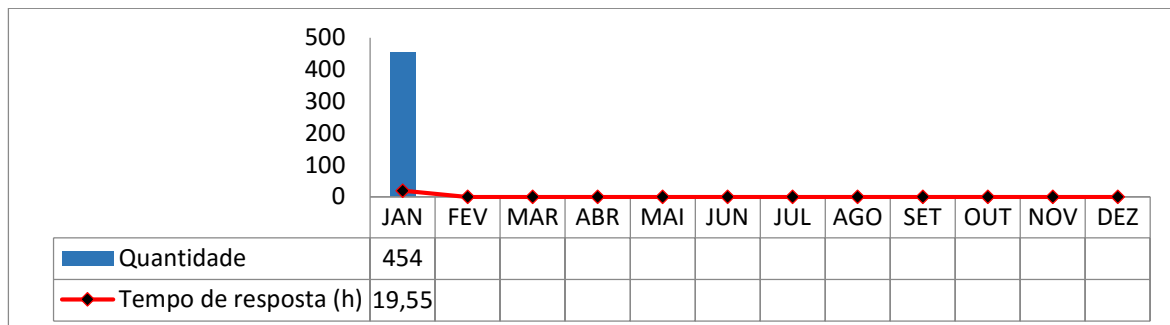 500
400
300
200
100
0
JAN FEV MAR ABR MAI JUN JUL AGO SET OUT NOV DEZ
Quantidade 454
Tempo de resposta (h) 19,55